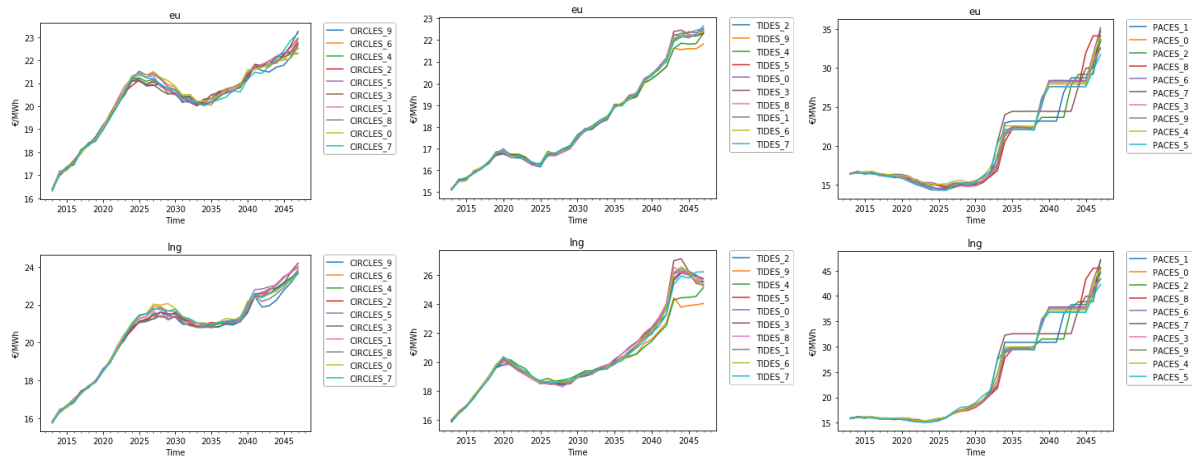 eu
23
22
21
20
19
18
17
16
€/MWh
2015 2020 2025 2030 2035 2040 2045
Time
CIRCLES_9
CIRCLES_6
CIRCLES_4
CIRCLES_2
CIRCLES_5
CIRCLES_3
CIRCLES_1
CIRCLES_8
CIRCLES_0
CIRCLES_7
eu
23
22
21
20
19
18
17
16
15
€/MWh
2015 2020 2025 2030 2035 2040 2045
Time
TIDES_2
TIDES_9
TIDES_4
TIDES_5
TIDES_0
TIDES_3
TIDES_8
TIDES_1
TIDES_6
TIDES_7
eu
35
30
25
20
15
€/MWh
2015 2020 2025 2030 2035 2040 2045
Time
PACES_1
PACES_0
PACES_2
PACES_8
PACES_6
PACES_7
PACES_3
PACES_9
PACES_4
PACES_5
lng
24
22
20
18
16
€/MWh
2015 2020 2025 2030 2035 2040 2045
Time
CIRCLES_9
CIRCLES_6
CIRCLES_4
CIRCLES_2
CIRCLES_5
CIRCLES_3
CIRCLES_1
CIRCLES_8
CIRCLES_0
CIRCLES_7
lng
26
24
22
20
18
16
€/MWh
2015 2020 2025 2030 2035 2040 2045
Time
TIDES_2
TIDES_9
TIDES_4
TIDES_5
TIDES_0
TIDES_3
TIDES_8
TIDES_1
TIDES_6
TIDES_7
lng
45
40
35
30
25
20
15
€/MWh
2015 2020 2025 2030 2035 2040 2045
Time
PACES_1
PACES_0
PACES_2
PACES_8
PACES_6
PACES_7
PACES_3
PACES_9
PACES_4
PACES_5